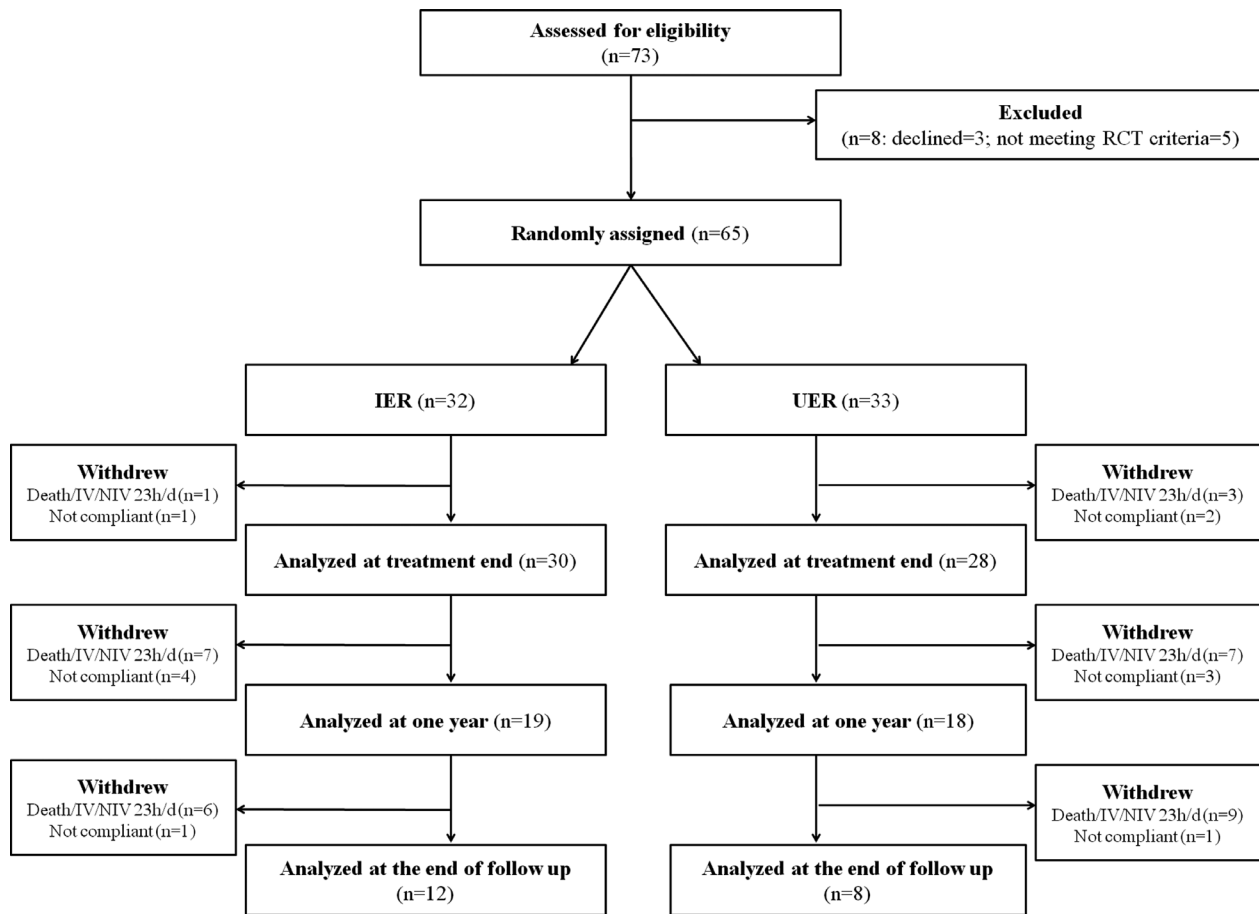 Assessed for eligibility
(n=73)
Excluded
(n=8: declined=3; not meeting RCT criteria=5)
Randomly assigned (n=65)
IER (n=32)
UER (n=33)
Withdrew
Death/IV/NIV 23h/d (n=1)
Not compliant (n=1)
Withdrew
Death/IV/NIV 23h/d (n=3)
Not compliant (n=2)
Analyzed at treatment end (n=30)
Analyzed at treatment end (n=28)
Withdrew
Death/IV/NIV 23h/d (n=7)
Not compliant (n=4)
Withdrew
Death/IV/NIV 23h/d (n=7)
Not compliant (n=3)
Analyzed at one year (n=19)
Analyzed at one year (n=18)
Withdrew
Death/IV/NIV 23h/d (n=6)
Not compliant (n=1)
Withdrew
Death/IV/NIV 23h/d (n=9)
Not compliant (n=1)
Analyzed at the end of follow up
(n=12)
Analyzed at the end of follow up
(n=8)